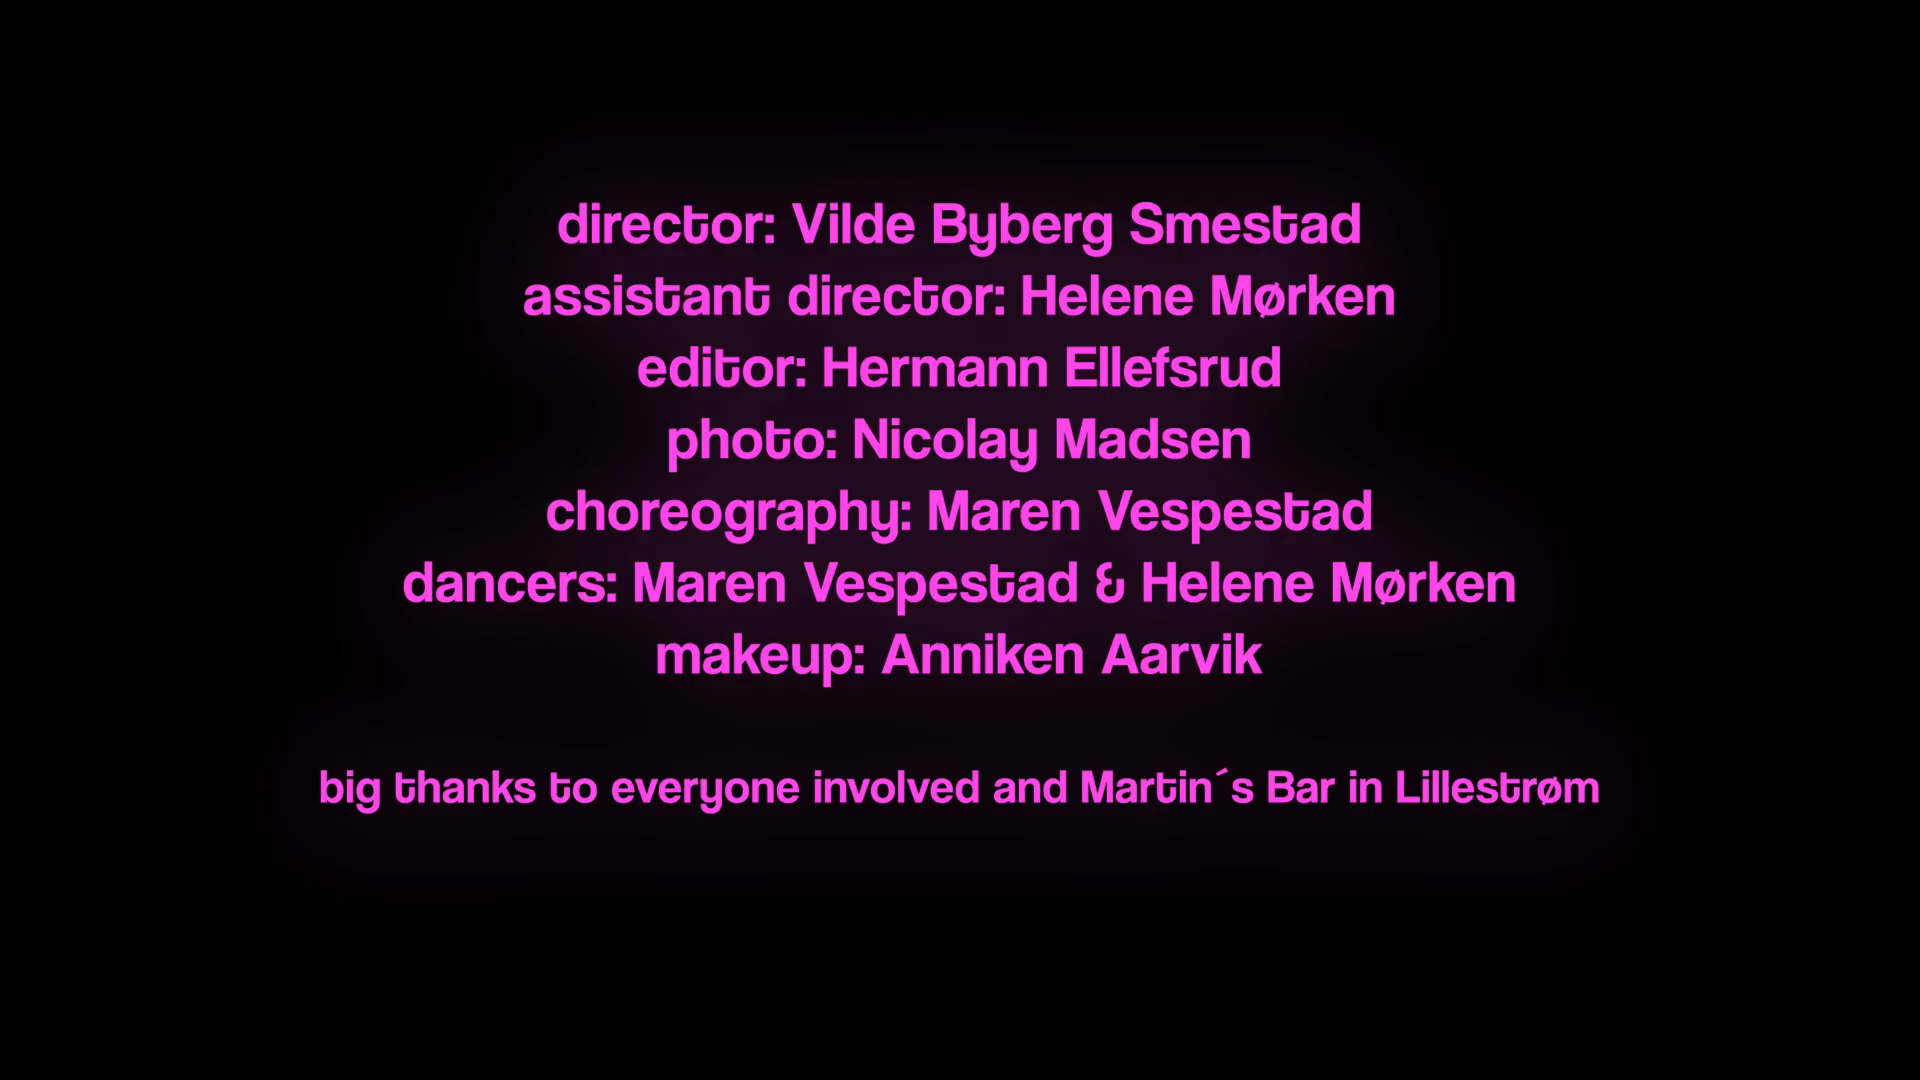 director: Vilde Byberg Smestad
assistant director: Helene Mørken
editor: Hermann Ellefsrud
photo: Nicolay Madsen
choreography: Maren Vespestad
dancers: Maren Vespestad & Helene Mørken
makeup: Anniken Aarvik
big thanks to everyone involved and Martin´s Bar in Lillestrøm